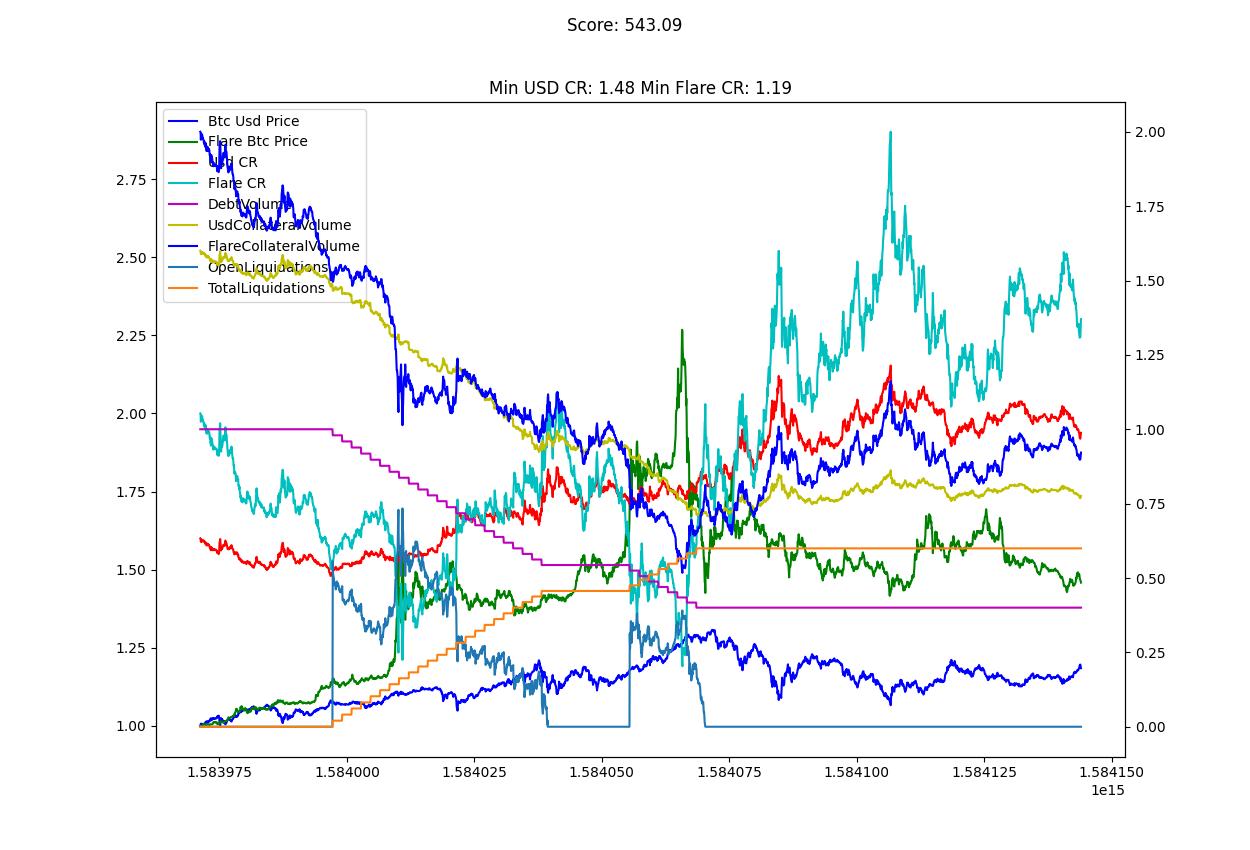 Score: 543.09
Min USD CR: 1.48 Min Flare CR: 1.19
Btc Usd Price
Flare Btc Price
Usd CR
Flare CR
DebtVolume
UsdCollateralVolume
FlareCollateralVolume
OpenLiquidations
TotalLiquidations
2.75
2.50
2.25
2.00
1.75
1.50
1.25
1.00
2.00
1.75
1.50
1.25
1.00
0.75
0.50
0.25
0.00
1.583975 1.584000 1.584025 1.584050 1.584075 1.584100 1.584125 1.584150
1e15